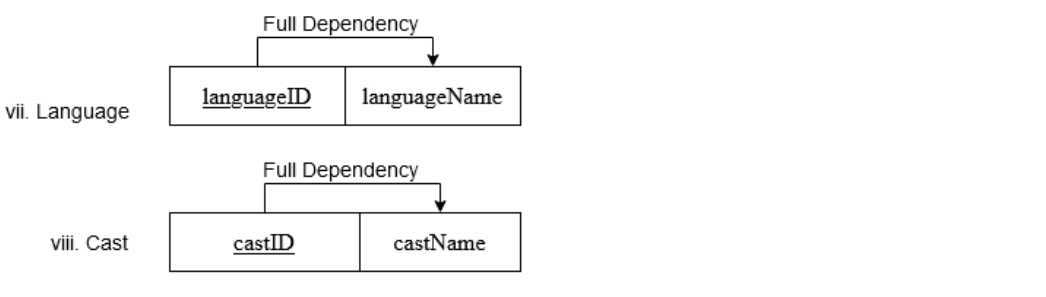 Full Dependency
languageID languageName
vii. Language
Full Dependency
viii. Cast castID castName